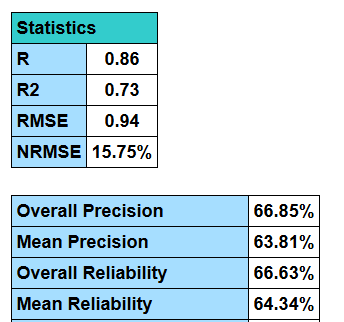 Statistics
R 0.86
R2 0.73
RMSE 0.94
NRMSE 15.75%
Overall Precision 66.85%
Mean Precision 63.81%
Overall Reliability 66.63%
Mean Reliability 64.34%